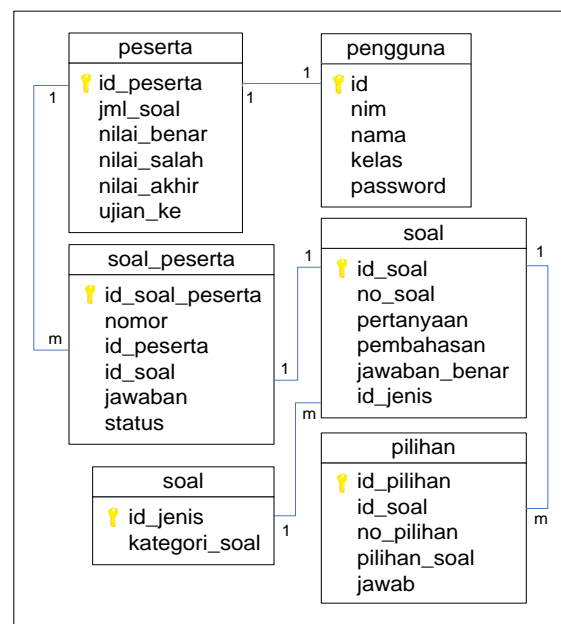 peserta
id_peserta
jml_soal
nilai_benar
nilai_salah
nilai_akhir
ujian_ke
pengguna
id
nim
nama
kelas
password
1
1
1
soal_peserta
id_soal_peserta
nomor
id_peserta
id_soal
jawaban
status
m
1
soal
id_soal
no_soal
pertanyaan
pembahasan
jawaban_benar
id_jenis
1
1
m
soal
id_jenis
kategori_soal
1
pilihan
id_pilihan
id_soal
no_pilihan
pilihan_soal
jawab
m